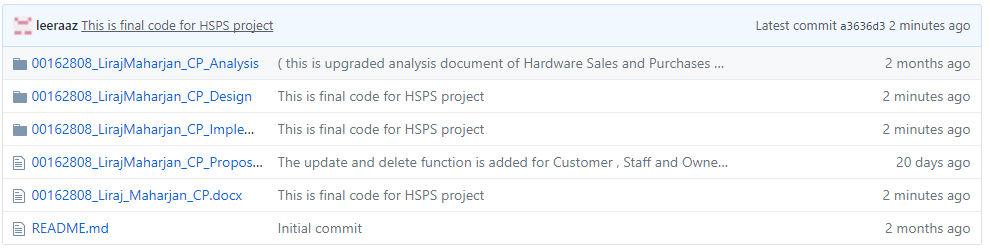 leeraaz This is final code for HSPS project Latest commit a3636d3 2 minutes ago
00162808_LirajMaharjan_CP_Analysis ( this is upgraded analysis document of Hardware Sales and Purchases ... 2 months ago
00162808_LirajMaharjan_CP_Design This is final code for HSPS project 2 minutes ago
00162808_LirajMaharjan_CP_Imple... This is final code for HSPS project 2 minutes ago
00162808_LirajMaharjan_CP_Propos... The update and delete function is added for Customer , Staff and Owne... 20 days ago
00162808_Liraj_Maharjan_CP.docx This is final code for HSPS project 2 minutes ago
README.md Initial commit 2 months ago